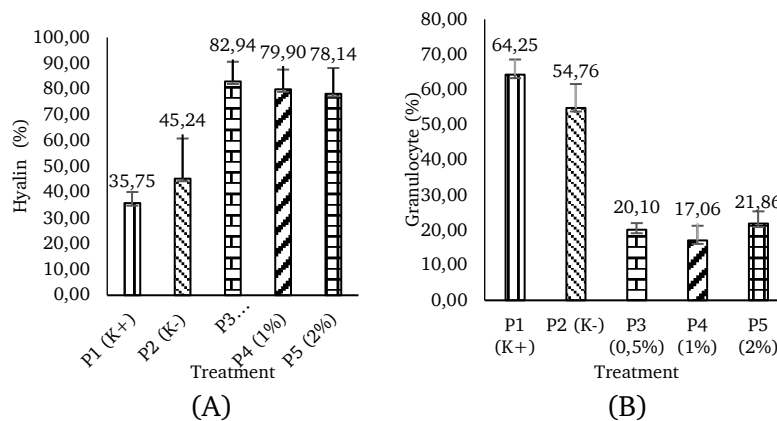 100,00
90,00
80,00
70,00
60,00
50,00
40,00
30,00
20,00
10,00
0,00
Hyalin (%)
35,75
45,24
82,94
79,90
78,14
P1 (K+)
P2 (K-)
P3...
P4 (1%)
P5 (2%)
Treatment
(A)
80,00
70,00
60,00
50,00
40,00
30,00
20,00
10,00
0,00
Granulocyte (%)
64,25
54,76
20,10
17,06
21,86
P1 (K+)
P2 (K-)
P3 (0,5%)
P4 (1%)
P5 (2%)
Treatment
(B)